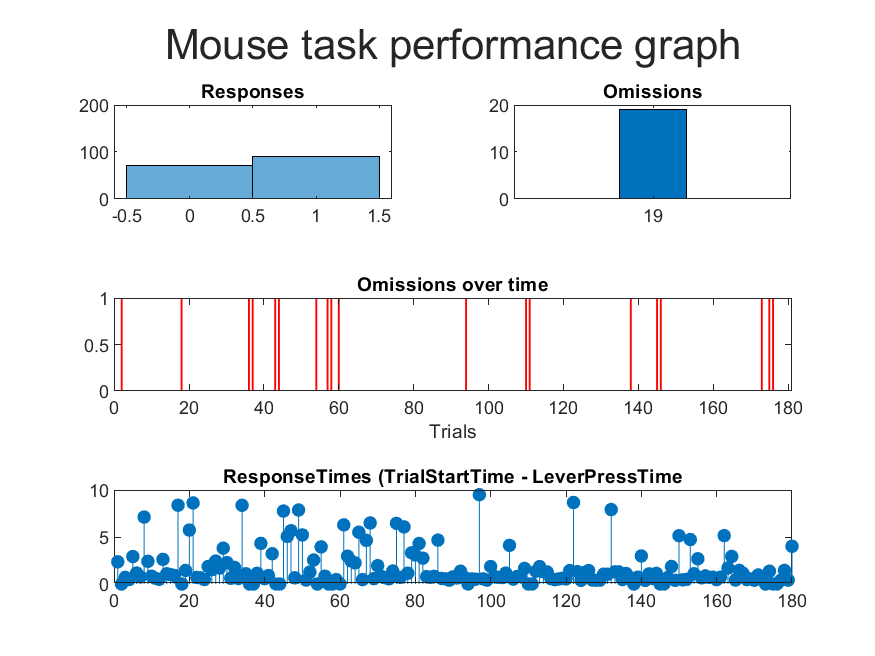 Mouse task performance graph
Responses
200
100
0
-0.5 0 0.5 1 1.5
Omissions
20
10
0
19
Omissions over time
1
0.5
0
0 20 40 60 80 100 120 140 160 180
Trials
ResponseTimes (TrialStartTime - LeverPressTime
10
5
0
0 20 40 60 80 100 120 140 160 180